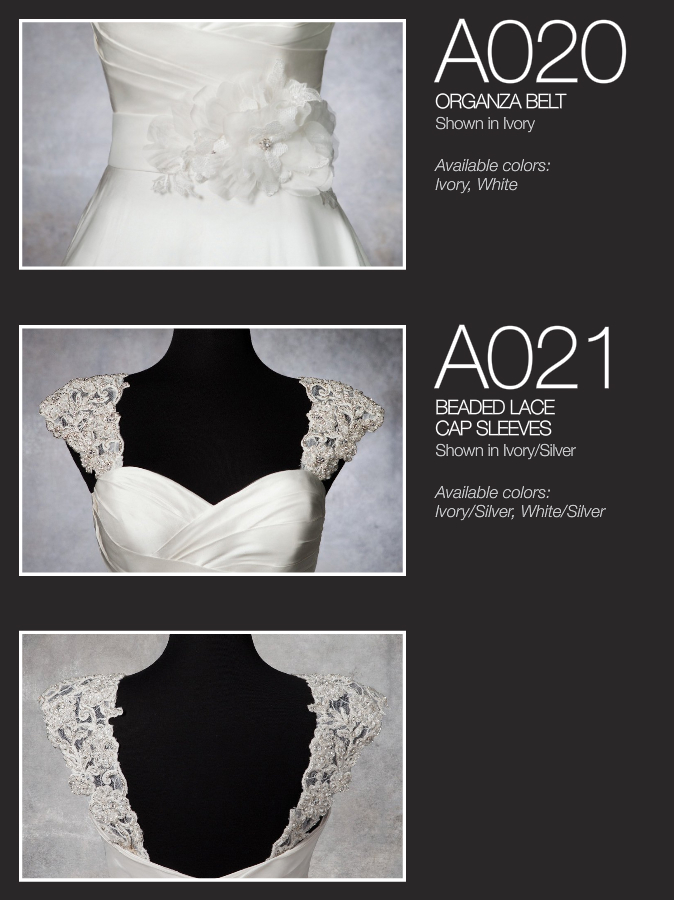 A020
ORGANZA BELT
Shown in Ivory
Available colors:
Ivory, White
A021
BEADED LACE
CAP SLEEVES
Shown in Ivory/Silver
Available colors:
Ivory/Silver, White/Silver